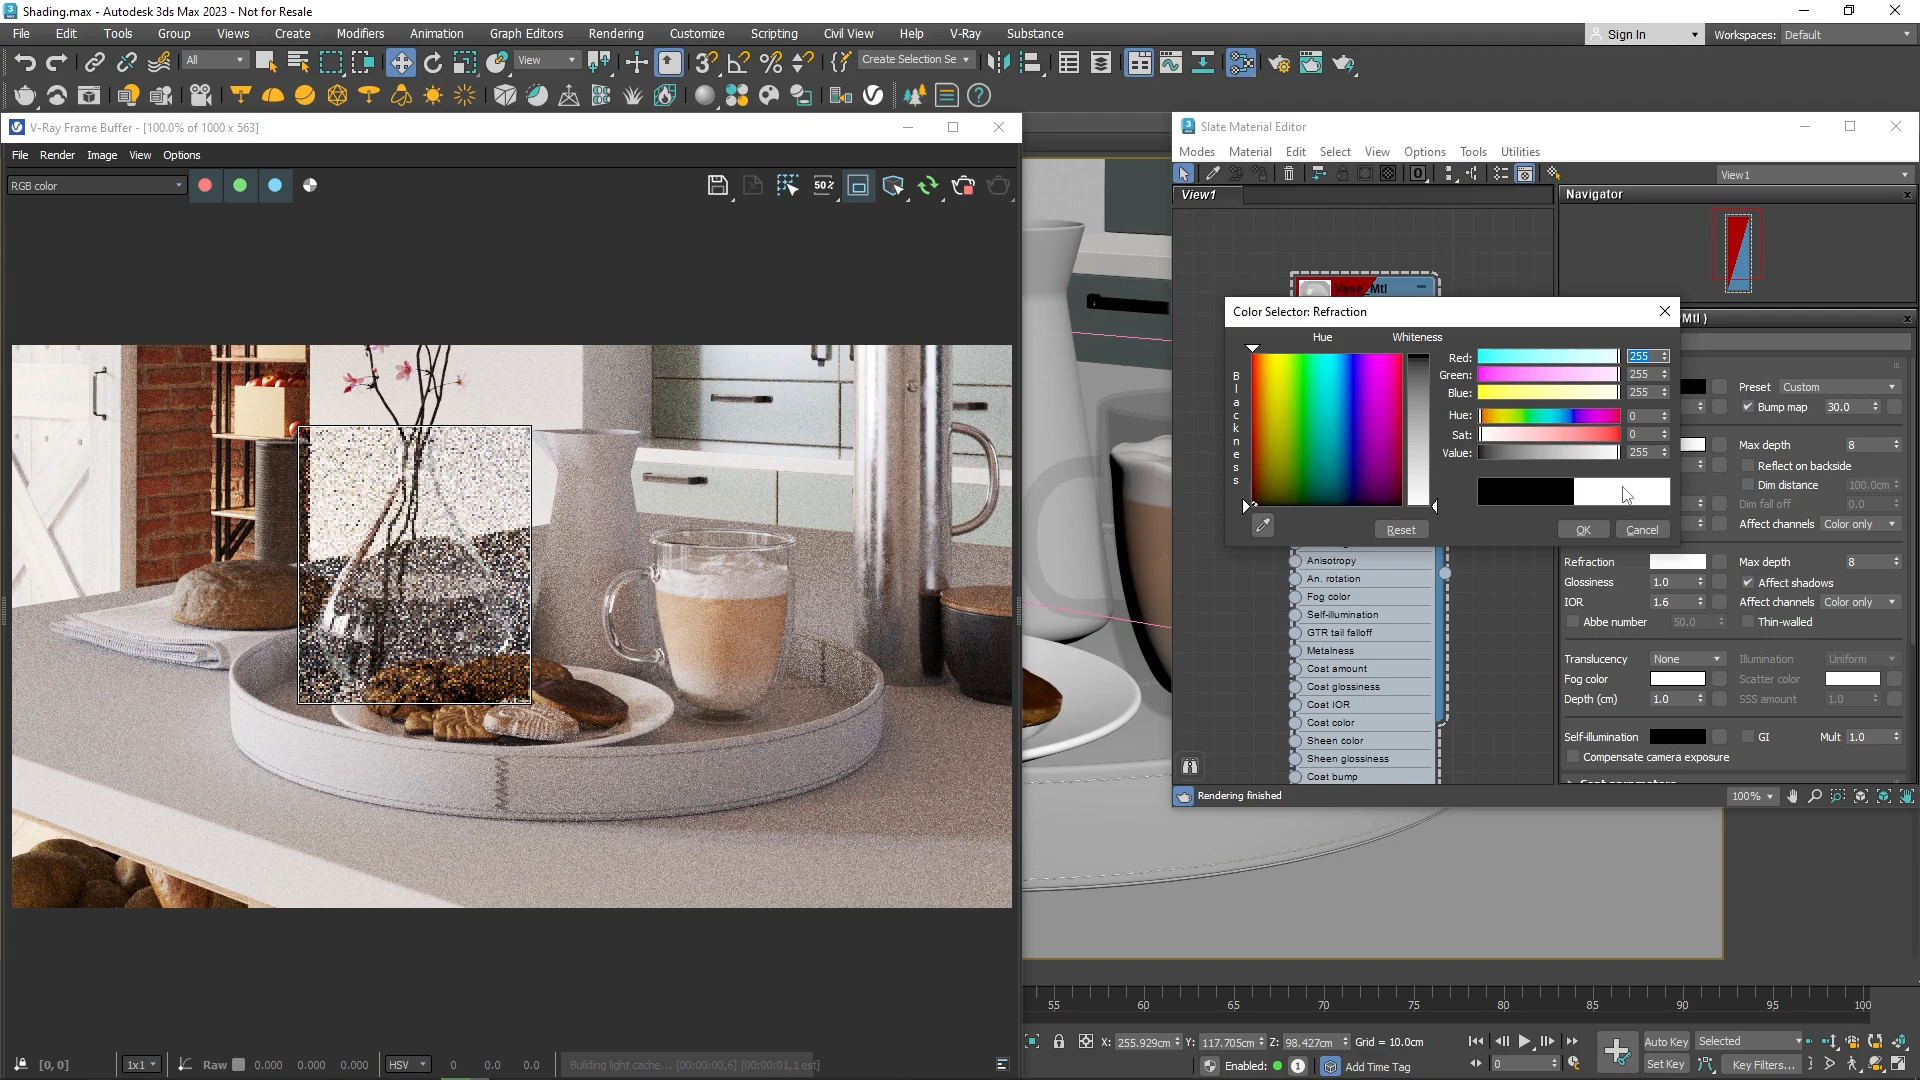 Shading.max - Autodesk 3ds Max 2023 - Not for Resale
File Edit Tools Group Views Create Modifiers Animation Graph Editors Rendering Customize Scripting Civil View Help V-Ray Substance
Sign In Workspaces: Default
All View Create Selection Se
V-Ray Frame Buffer - [100.0% of 1000 x 563]
File Render Image View Options
RGB color
50%
Slate Material Editor
Modes Material Edit Select View Options Tools Utilities
View1
View1 Navigator
Vase_Mtl
Color Selector: Refraction
Mtl )
Hue Whiteness
Blackness
Red: 255
Green: 255
Blue: 255
Hue: 0
Sat: 0
Value: 255
Reset OK Cancel
Preset Custom
Bump map 30.0
Max depth 8
Reflect on backside
Dim distance 100.0cm
Dim fall off 0.0
Affect channels Color only
Anisotropy
An. rotation
Fog color
Self-illumination
GTR tail falloff
Metalness
Coat amount
Coat glossiness
Coat IOR
Coat color
Sheen color
Sheen glossiness
Coat bump
Refraction Max depth 8
Glossiness 1.0 Affect shadows
IOR 1.6 Affect channels Color only
Abbe number 50.0 Thin-walled
Translucency None Illumination Uniform
Fog color Scatter color
Depth (cm) 1.0 SSS amount 1.0
Self-illumination GI Mult 1.0
Compensate camera exposure
Rendering finished 100%
55 60 65 70 75 80 85 90 95 100
X: 255.929cm Y: 117.705cm Z: 98.427cm Grid = 10.0cm
Auto Key Selected
Enabled: 1 Add Time Tag 0
Set Key Key Filters...
[0, 0] 1x1 Raw 0.000 0.000 0.000 HSV 0 0.0 0.0 Building light cache... [00:00:00,6] [00:00:01,1 est]